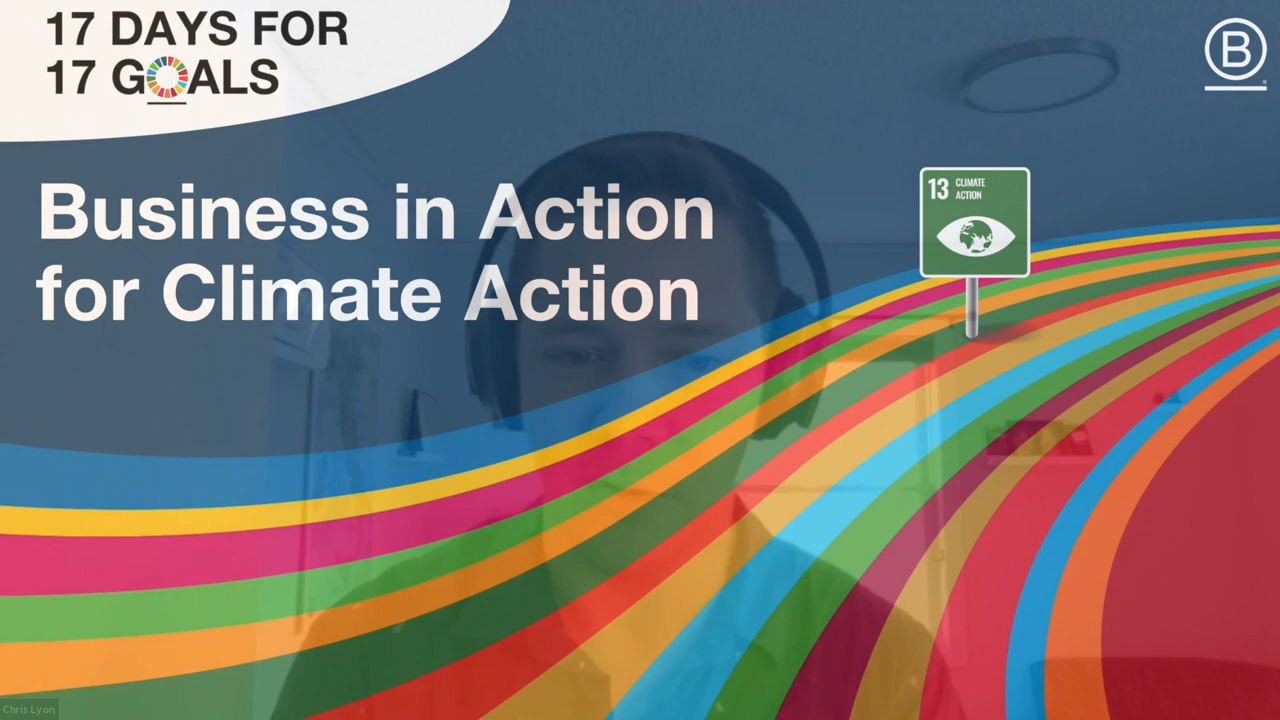 17 DAYS FOR
17 GOALS
B
Business in Action
for Climate Action
13 CLIMATE
ACTION
Chris Lyon